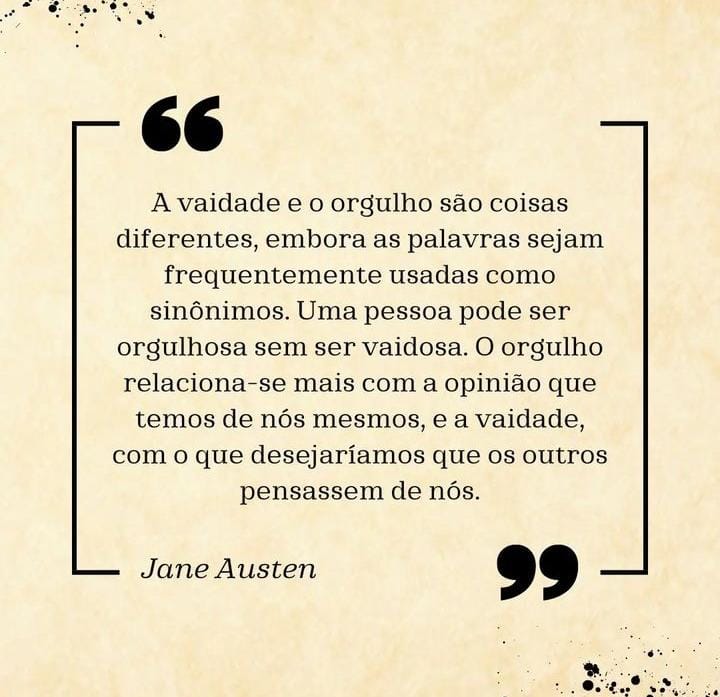 “
A vaidade e o orgulho são coisas
diferentes, embora as palavras sejam
frequentemente usadas como
sinônimos. Uma pessoa pode ser
orgulhosa sem ser vaidosa. O orgulho
relaciona-se mais com a opinião que
temos de nós mesmos, e a vaidade,
com o que desejaríamos que os outros
pensassem de nós.
Jane Austen
”